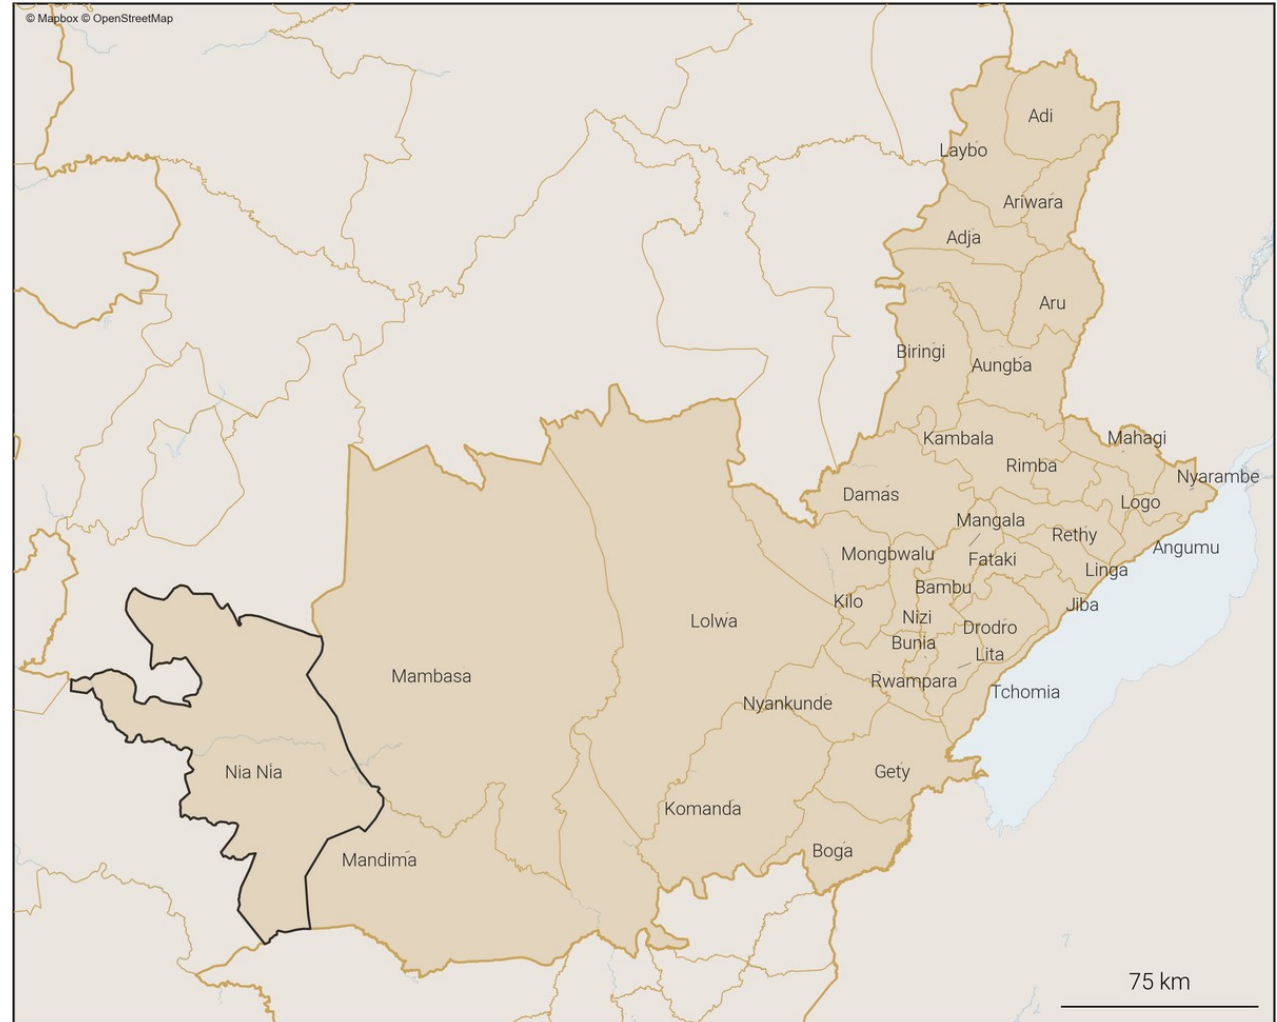 © Mapbox © OpenStreetMap
Adi
Laybo
Ariwara
Adja
Aru
Biringi
Aungba
Kambala
Mahagi
Rimba
Nyarambe
Damas
Logo
Mangala
Rethy
Angumu
Mongbwalu
Fataki
Linga
Bambu
Kilo
Jiba
Nizi
Lolwa
Drodro
Bunia
Lita
Mambasa
Rwampara
Tchomia
Nyankunde
Nia Nia
Gety
Komanda
Boga
Mandima
75 km